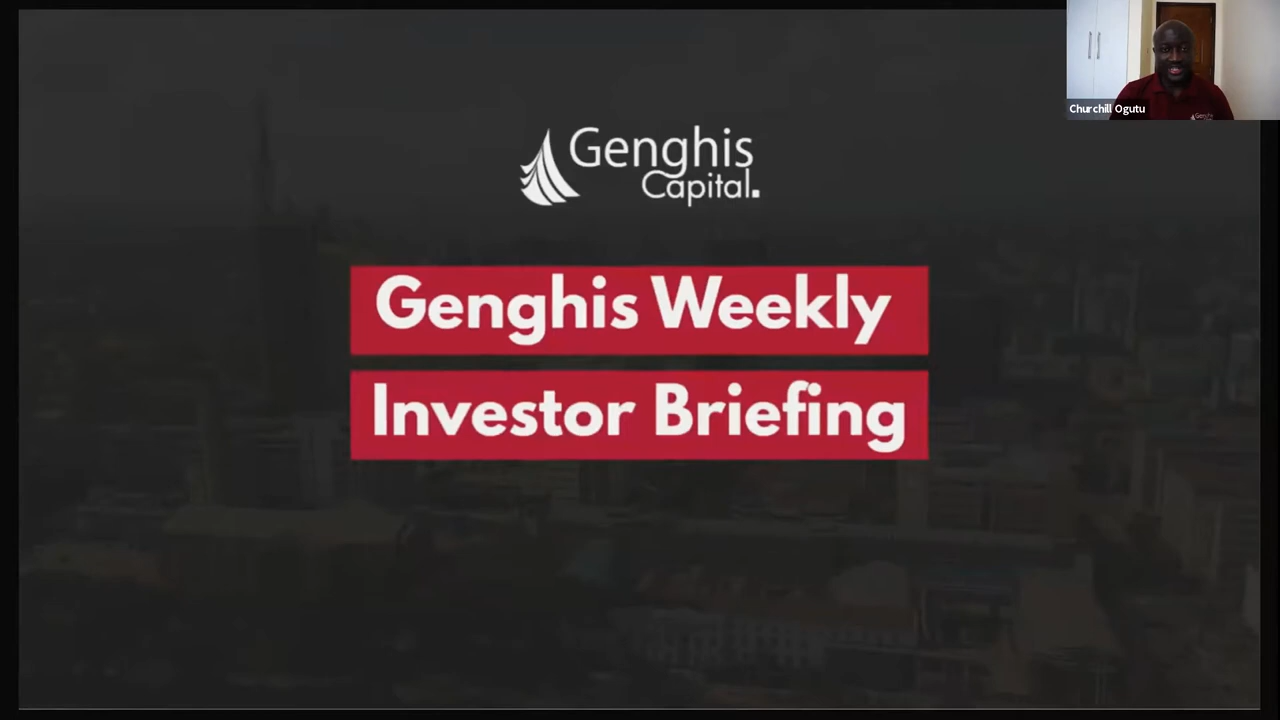 Churchill Ogutu
Genghis
Capital.
Genghis Weekly
Investor Briefing